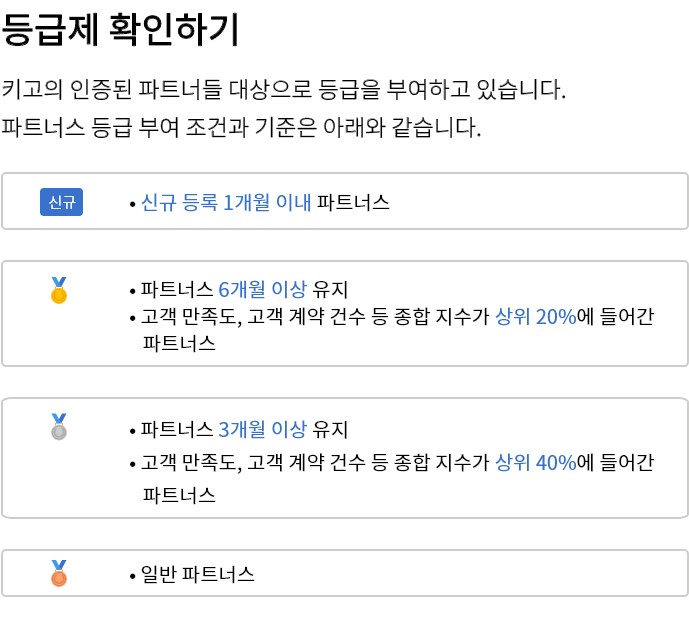 등급제 확인하기
키고의 인증된 파트너들 대상으로 등급을 부여하고 있습니다.
파트너스 등급 부여 조건과 기준은 아래와 같습니다.
신규
• 신규 등록 1개월 이내 파트너스
• 파트너스 6개월 이상 유지
• 고객 만족도, 고객 계약 건수 등 종합 지수가 상위 20%에 들어간
파트너스
• 파트너스 3개월 이상 유지
• 고객 만족도, 고객 계약 건수 등 종합 지수가 상위 40%에 들어간
파트너스
• 일반 파트너스